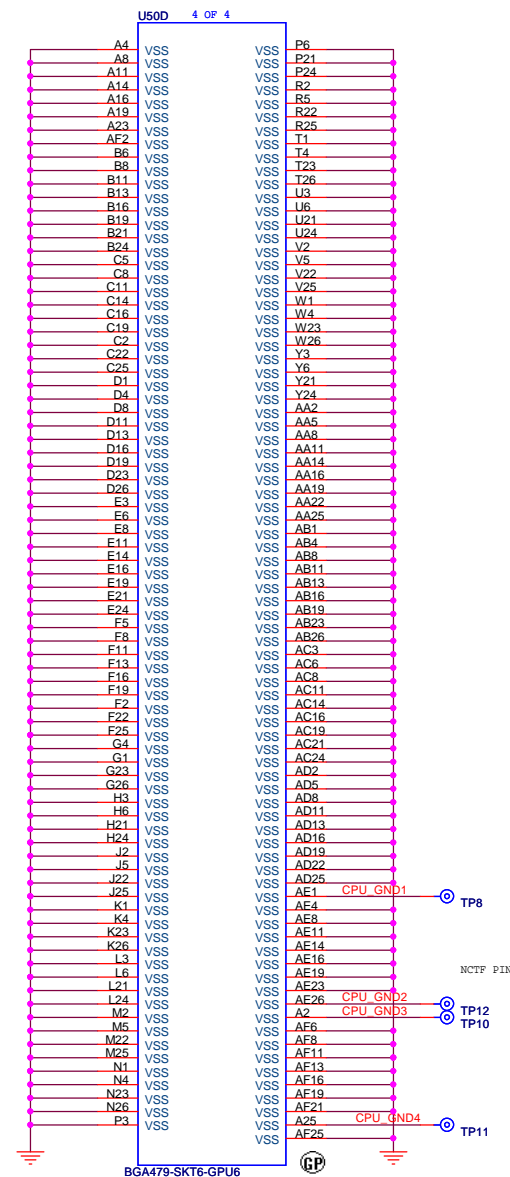 U50D 4 OF 4
A4 VSS VSS P6
A8 VSS VSS P21
A11 VSS VSS P24
A14 VSS VSS R2
A16 VSS VSS R5
A19 VSS VSS R22
A23 VSS VSS R25
AF2 VSS VSS T1
B6 VSS VSS T4
B8 VSS VSS T23
B11 VSS VSS T26
B13 VSS VSS U3
B16 VSS VSS U6
B19 VSS VSS U21
B21 VSS VSS U24
B24 VSS VSS V2
C5 VSS VSS V5
C8 VSS VSS V22
C11 VSS VSS V25
C14 VSS VSS W1
C16 VSS VSS W4
C19 VSS VSS W23
C2 VSS VSS W26
C22 VSS VSS Y3
C25 VSS VSS Y6
D1 VSS VSS Y21
D4 VSS VSS Y24
D8 VSS VSS AA2
D11 VSS VSS AA5
D13 VSS VSS AA8
D16 VSS VSS AA11
D19 VSS VSS AA14
D23 VSS VSS AA16
D26 VSS VSS AA19
E3 VSS VSS AA22
E6 VSS VSS AA25
E8 VSS VSS AB1
E11 VSS VSS AB4
E14 VSS VSS AB8
E16 VSS VSS AB11
E19 VSS VSS AB13
E21 VSS VSS AB16
E24 VSS VSS AB19
F5 VSS VSS AB23
F8 VSS VSS AB26
F11 VSS VSS AC3
F13 VSS VSS AC6
F16 VSS VSS AC8
F19 VSS VSS AC11
F2 VSS VSS AC14
F22 VSS VSS AC16
F25 VSS VSS AC19
G4 VSS VSS AC21
G1 VSS VSS AC24
G23 VSS VSS AD2
G26 VSS VSS AD5
H3 VSS VSS AD8
H6 VSS VSS AD11
H21 VSS VSS AD13
H24 VSS VSS AD16
J2 VSS VSS AD19
J5 VSS VSS AD22
J22 VSS VSS AD25
J25 VSS VSS AE1 CPU_GND1 TP8
K1 VSS VSS AE4
K4 VSS VSS AE8
K23 VSS VSS AE11
K26 VSS VSS AE14
L3 VSS VSS AE16
L6 VSS VSS AE19 NCTF PIN
L21 VSS VSS AE23
L24 VSS VSS AE26 CPU_GND2 TP12
M2 VSS VSS A2 CPU_GND3 TP10
M5 VSS VSS AF6
M22 VSS VSS AF8
M25 VSS VSS AF11
N1 VSS VSS AF13
N4 VSS VSS AF16
N23 VSS VSS AF19
N26 VSS VSS AF21
P3 VSS VSS A25 CPU_GND4 TP11
VSS AF25
BGA479-SKT6-GPU6 GP